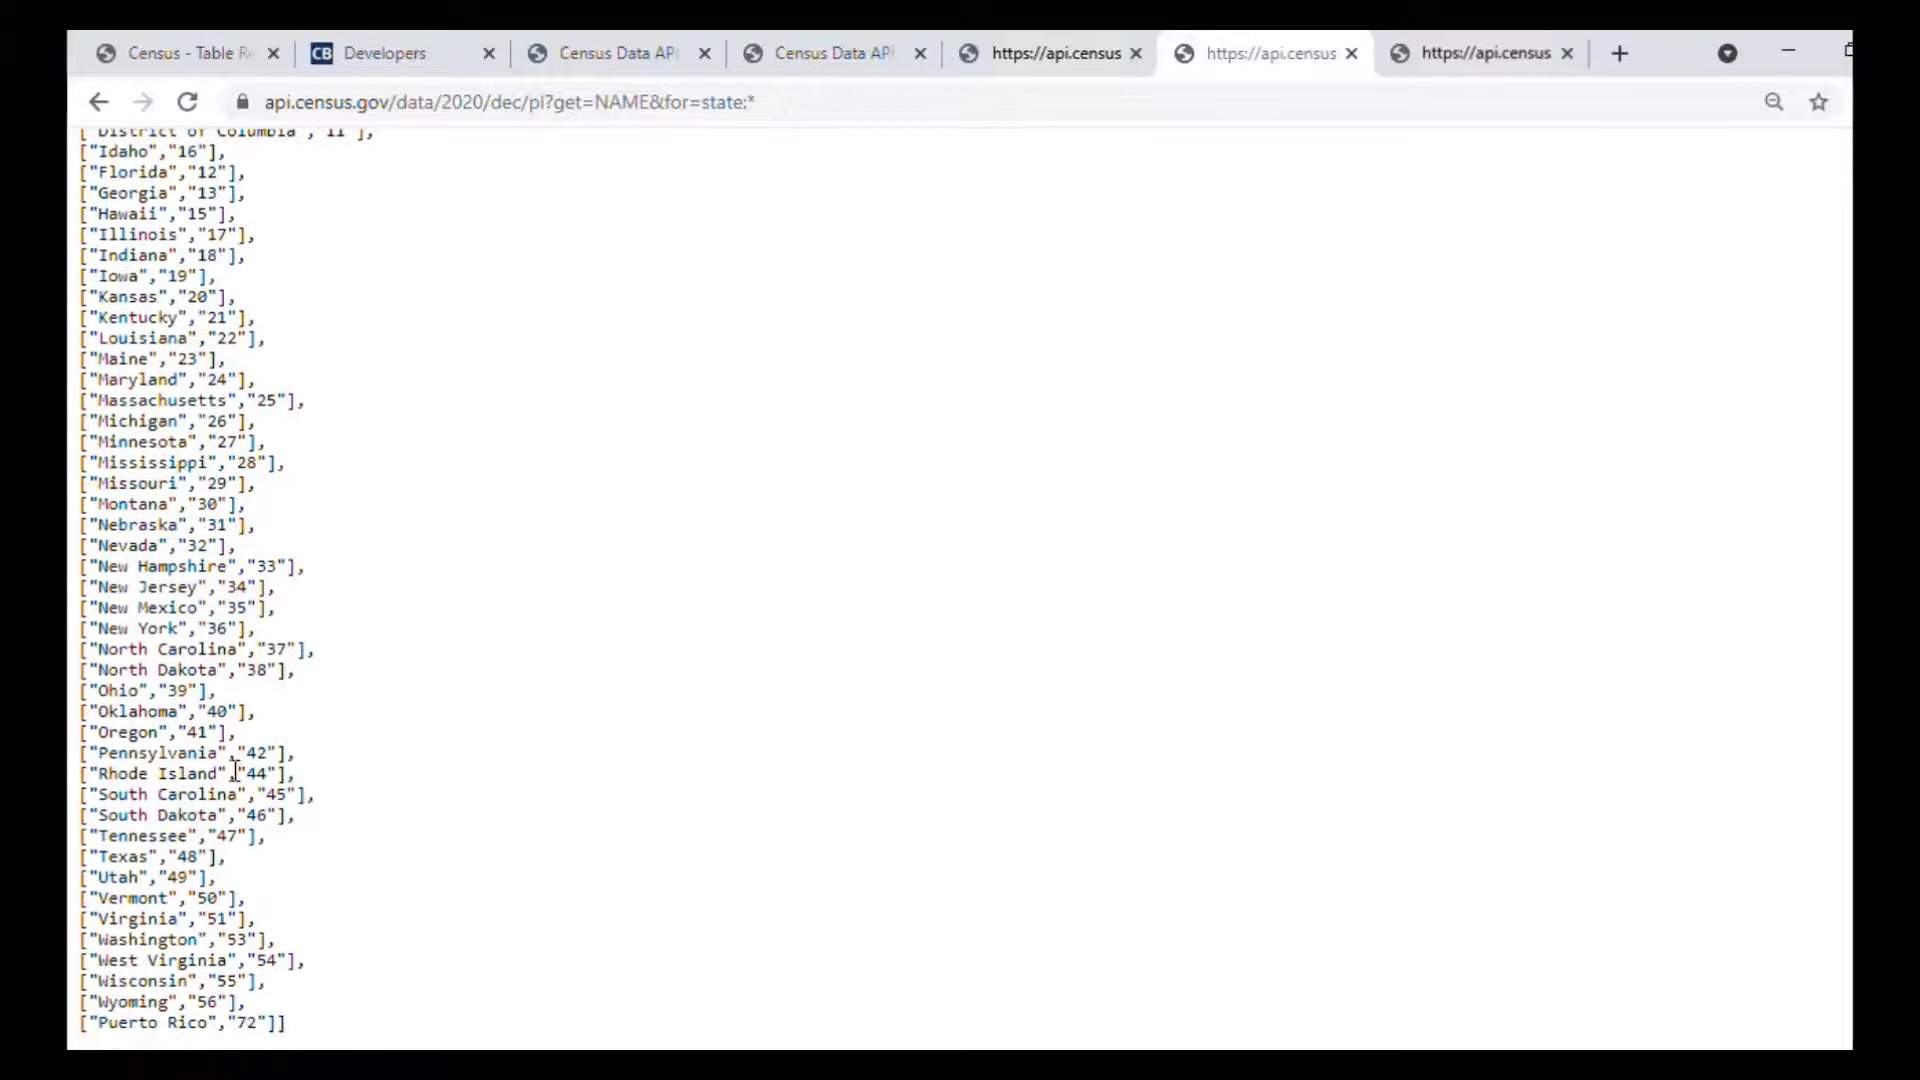 Census - Table Re
CB Developers
Census Data API
Census Data API
https://api.census
https://api.census
https://api.census
api.census.gov/data/2020/dec/pl?get=NAME&for=state:*
["District of Columbia","11"],
["Idaho","16"],
["Florida","12"],
["Georgia","13"],
["Hawaii","15"],
["Illinois","17"],
["Indiana","18"],
["Iowa","19"],
["Kansas","20"],
["Kentucky","21"],
["Louisiana","22"],
["Maine","23"],
["Maryland","24"],
["Massachusetts","25"],
["Michigan","26"],
["Minnesota","27"],
["Mississippi","28"],
["Missouri","29"],
["Montana","30"],
["Nebraska","31"],
["Nevada","32"],
["New Hampshire","33"],
["New Jersey","34"],
["New Mexico","35"],
["New York","36"],
["North Carolina","37"],
["North Dakota","38"],
["Ohio","39"],
["Oklahoma","40"],
["Oregon","41"],
["Pennsylvania","42"],
["Rhode Island","44"],
["South Carolina","45"],
["South Dakota","46"],
["Tennessee","47"],
["Texas","48"],
["Utah","49"],
["Vermont","50"],
["Virginia","51"],
["Washington","53"],
["West Virginia","54"],
["Wisconsin","55"],
["Wyoming","56"],
["Puerto Rico","72"]]